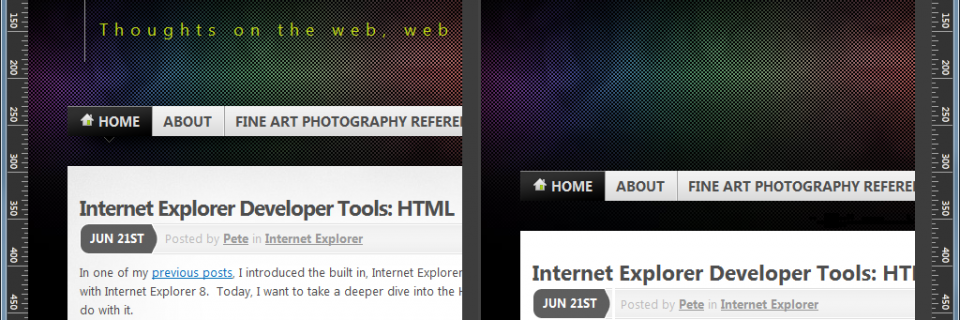 Thoughts on the web, web
HOME ABOUT FINE ART PHOTOGRAPHY
Internet Explorer Developer Tools: HTML
JUN 21ST Posted by Pete in Internet Explorer
In one of my previous posts, I introduced the built in, Internet Explorer
with Internet Explorer 8. Today, I want to take a deeper dive into the
do with it.
150
200
250
300
350
400
450
HOME ABOUT FINE ART PHOTOGRAPHY
Internet Explorer Developer Tools:
JUN 21ST Posted by Pete in Internet Explorer
150
200
250
300
350
400
450